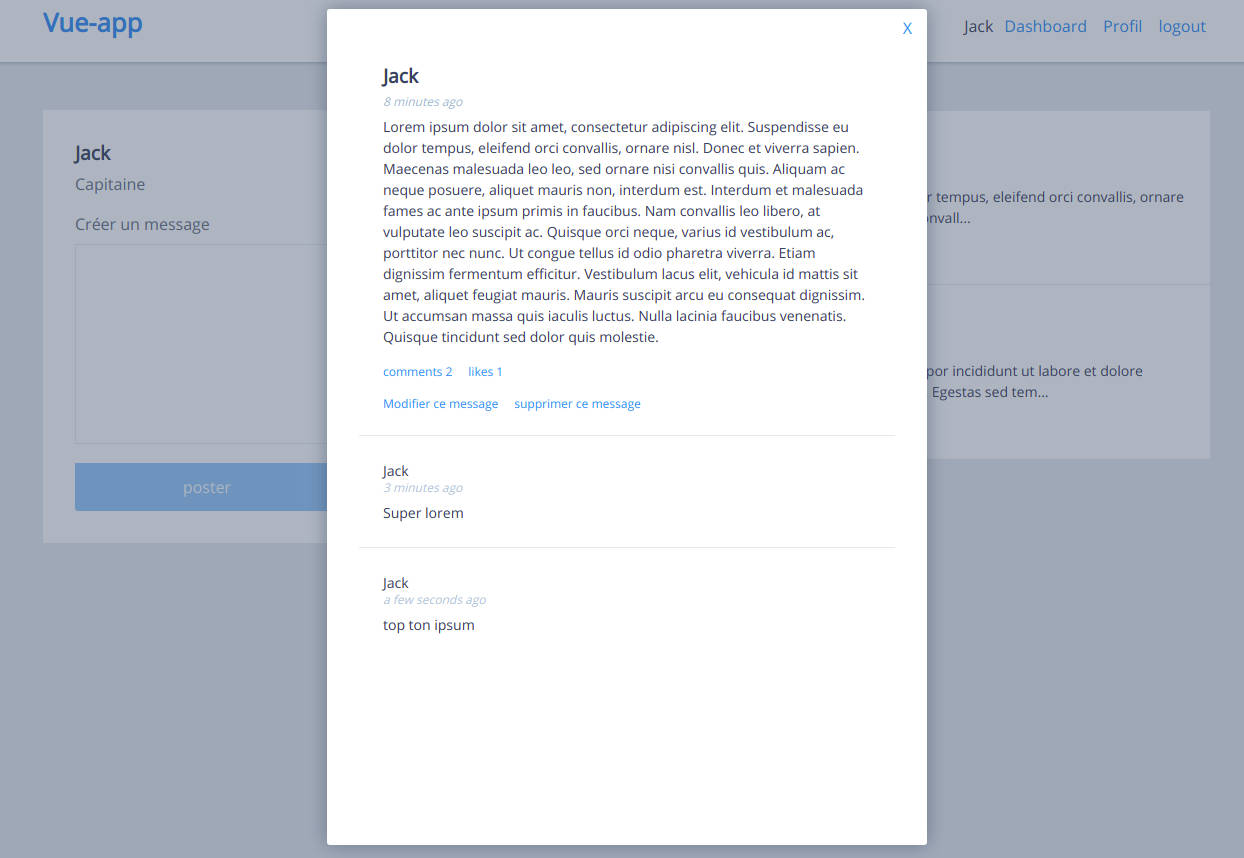 Vue-app
Jack Dashboard Profil logout
Jack
Capitaine
Créer un message
poster
X
Jack
8 minutes ago
Lorem ipsum dolor sit amet, consectetur adipiscing elit. Suspendisse eu
dolor tempus, eleifend orci convallis, ornare nisl. Donec et viverra sapien.
Maecenas malesuada leo leo, sed ornare nisi convallis quis. Aliquam ac
neque posuere, aliquet mauris non, interdum est. Interdum et malesuada
fames ac ante ipsum primis in faucibus. Nam convallis leo libero, at
vulputate leo suscipit ac. Quisque orci neque, varius id vestibulum ac,
porttitor nec nunc. Ut congue tellus id odio pharetra viverra. Etiam
dignissim fermentum efficitur. Vestibulum lacus elit, vehicula id mattis sit
amet, aliquet feugiat mauris. Mauris suscipit arcu eu consequat dignissim.
Ut accumsan massa quis iaculis luctus. Nulla lacinia faucibus venenatis.
Quisque tincidunt sed dolor quis molestie.
comments 2 likes 1
Modifier ce message supprimer ce message
Jack
3 minutes ago
Super lorem
Jack
a few seconds ago
top ton ipsum
r tempus, eleifend orci convallis, ornare
nvall...
por incididunt ut labore et dolore
Egestas sed tem...